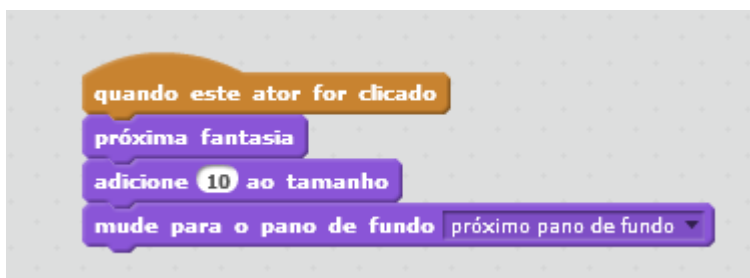 quando este ator for clicado
próxima fantasia
adicione 10 ao tamanho
mude para o pano de fundo próximo pano de fundo